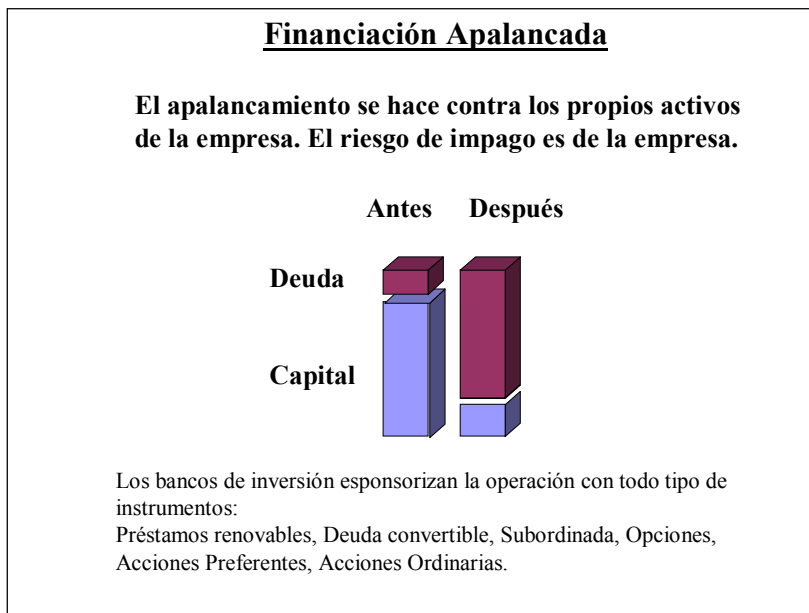 Financiación Apalancada
El apalancamiento se hace contra los propios activos
de la empresa. El riesgo de impago es de la empresa.
Antes Después
Deuda
Capital
Los bancos de inversión esponsorizan la operación con todo tipo de
instrumentos:
Préstamos renovables, Deuda convertible, Subordinada, Opciones,
Acciones Preferentes, Acciones Ordinarias.